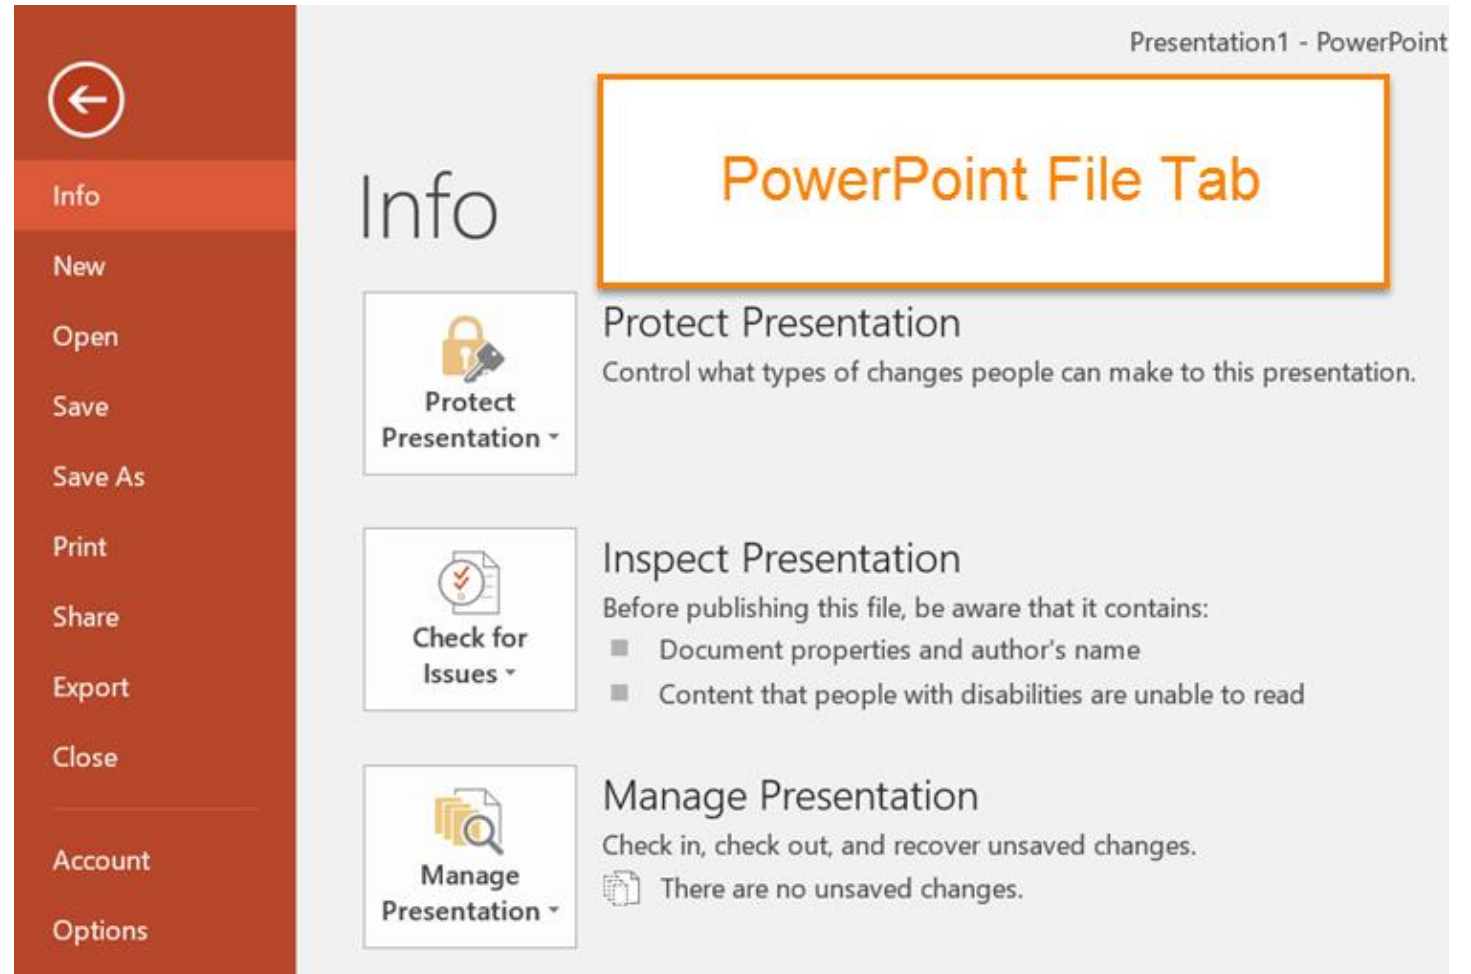 Presentation1 - PowerPoint
PowerPoint File Tab
Info
New
Open
Save
Save As
Print
Share
Export
Close
Account
Options
Info
Protect
Presentation
Protect Presentation
Control what types of changes people can make to this presentation.
Check for
Issues
Inspect Presentation
Before publishing this file, be aware that it contains:
Document properties and author's name
Content that people with disabilities are unable to read
Manage
Presentation
Manage Presentation
Check in, check out, and recover unsaved changes.
There are no unsaved changes.